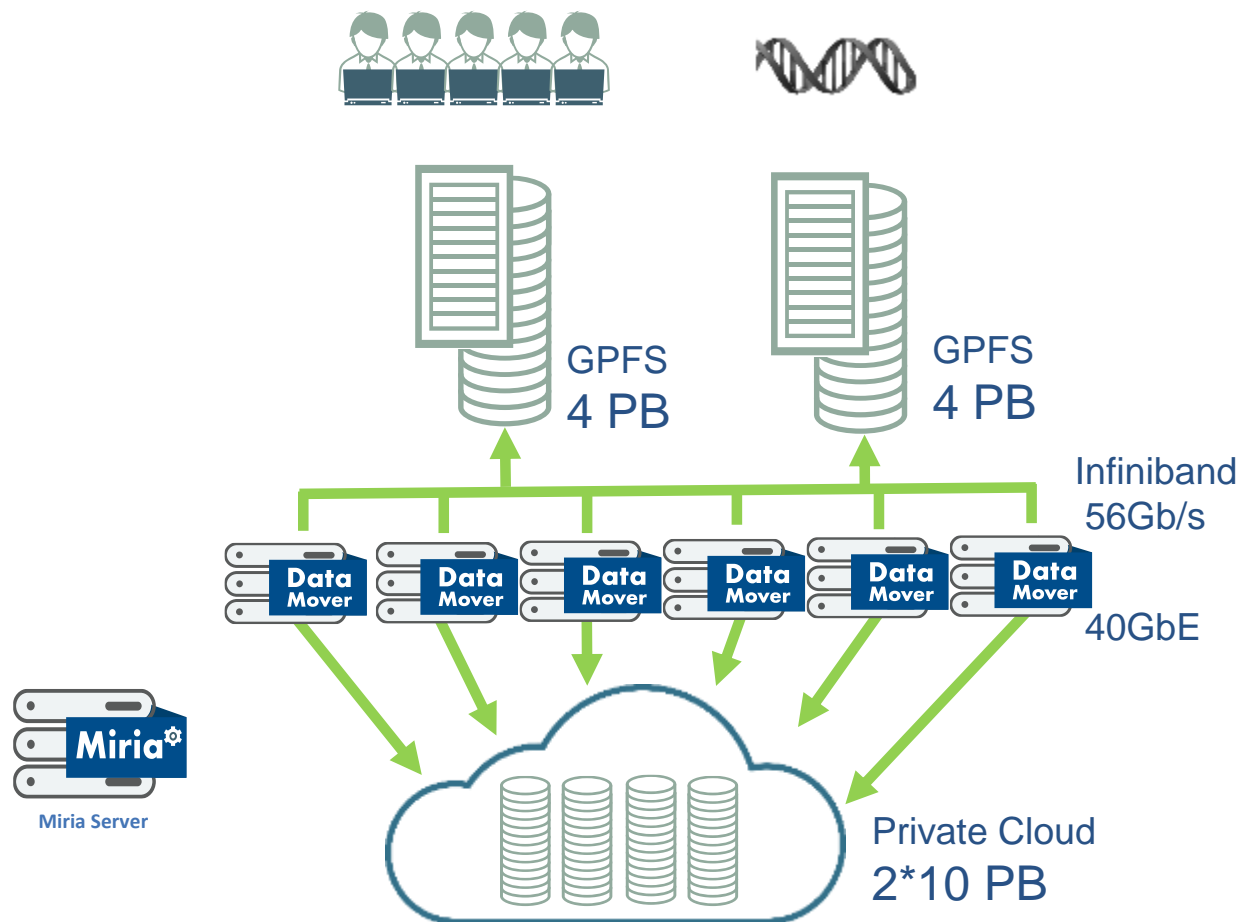 GPFS
4 PB
GPFS
4 PB
Infiniband
56Gb/s
Data
Mover
Data
Mover
Data
Mover
Data
Mover
Data
Mover
Data
Mover
40GbE
Miria
Miria Server
Private Cloud
2*10 PB